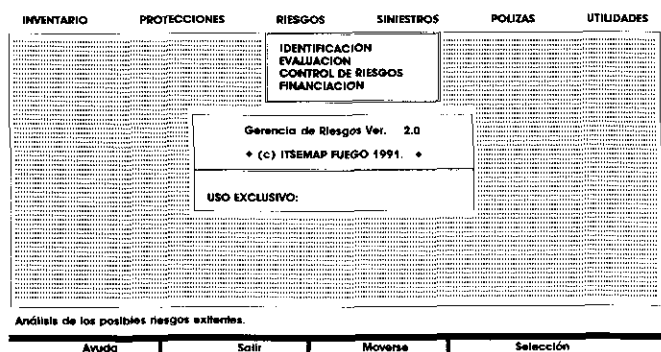 INVENTARIO PROTECCIONES RIESGOS SINIESTROS POLIZAS UTILIDADES
IDENTIFICACION
EVALUACION
CONTROL DE RIESGOS
FINANCIACION
Gerencia de Riesgos Ver. 2.0
+ (c) ITSEMAP FUEGO 1991. +
USO EXCLUSIVO:
Análisis de los posibles riesgos exitentes.
Ayuda Salir Moverse Selección